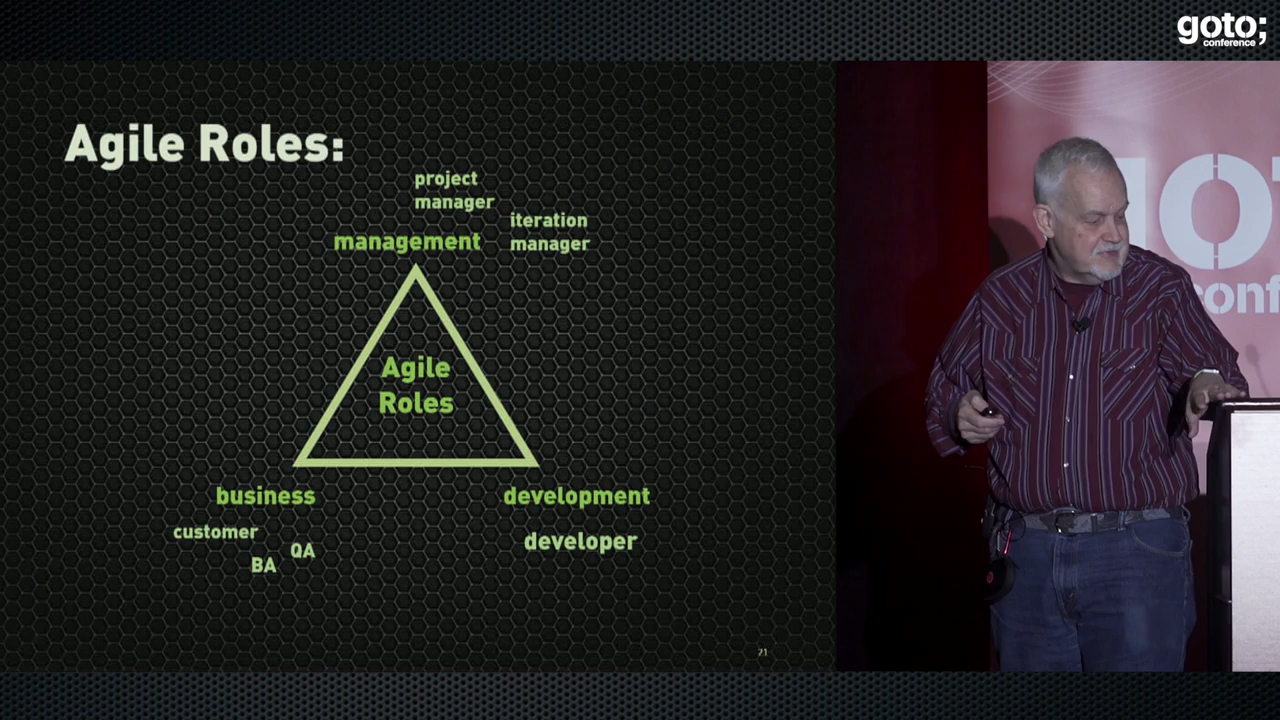 goto;
conference
Agile Roles:
project
manager
iteration
manager
management
Agile
Roles
business
development
customer
QA
BA
developer
21